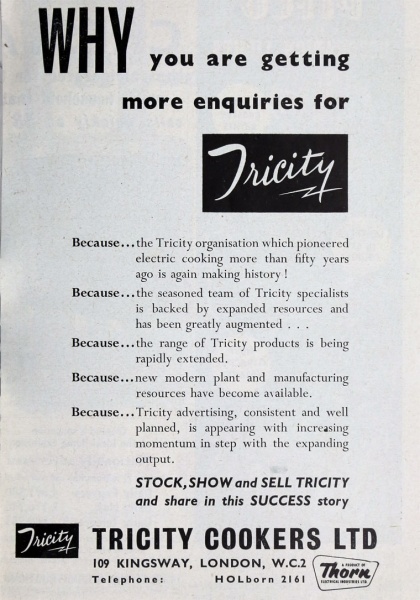 WHY you are getting
more enquiries for
Tricity
Because...the Tricity organisation which pioneered
electric cooking more than fifty years
ago is again making history !
Because...the seasoned team of Tricity specialists
is backed by expanded resources and
has been greatly augmented . . .
Because...the range of Tricity products is being
rapidly extended.
Because...new modern plant and manufacturing
resources have become available.
Because...Tricity advertising, consistent and well
planned, is appearing with increasing
momentum in step with the expanding
output.
STOCK, SHOW and SELL TRICITY
and share in this SUCCESS story
Tricity
TRICITY COOKERS LTD
109 KINGSWAY, LONDON, W.C.2
Telephone: HOLborn 2161
A PRODUCT OF
Thorn
ELECTRICAL INDUSTRIES LTD.